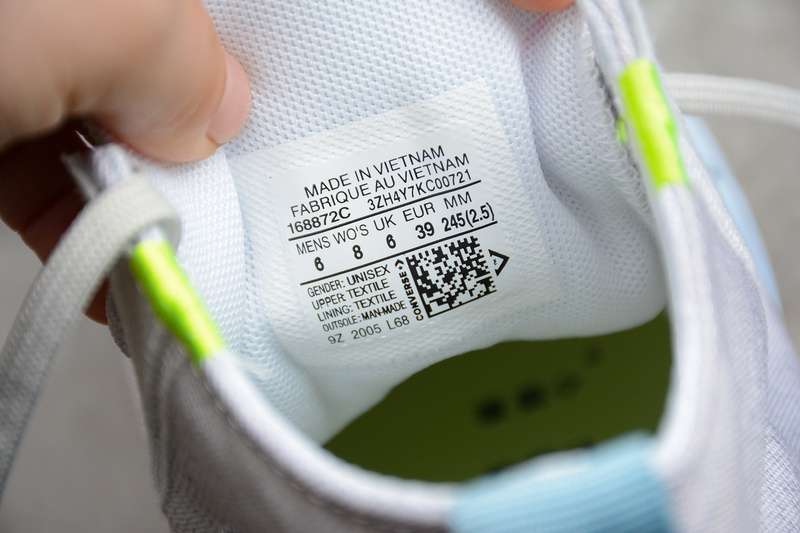 MADE IN VIETNAM
FABRIQUE AU VIETNAM
168872C 3ZH4Y7KC00721
MENS WO'S UK EUR MM
6 8 6 39 245(2.5)
GENDER: UNISEX
UPPER: TEXTILE
LINING: TEXTILE
OUTSOLE: MAN-MADE
9Z 2005 L68
CONVERSE